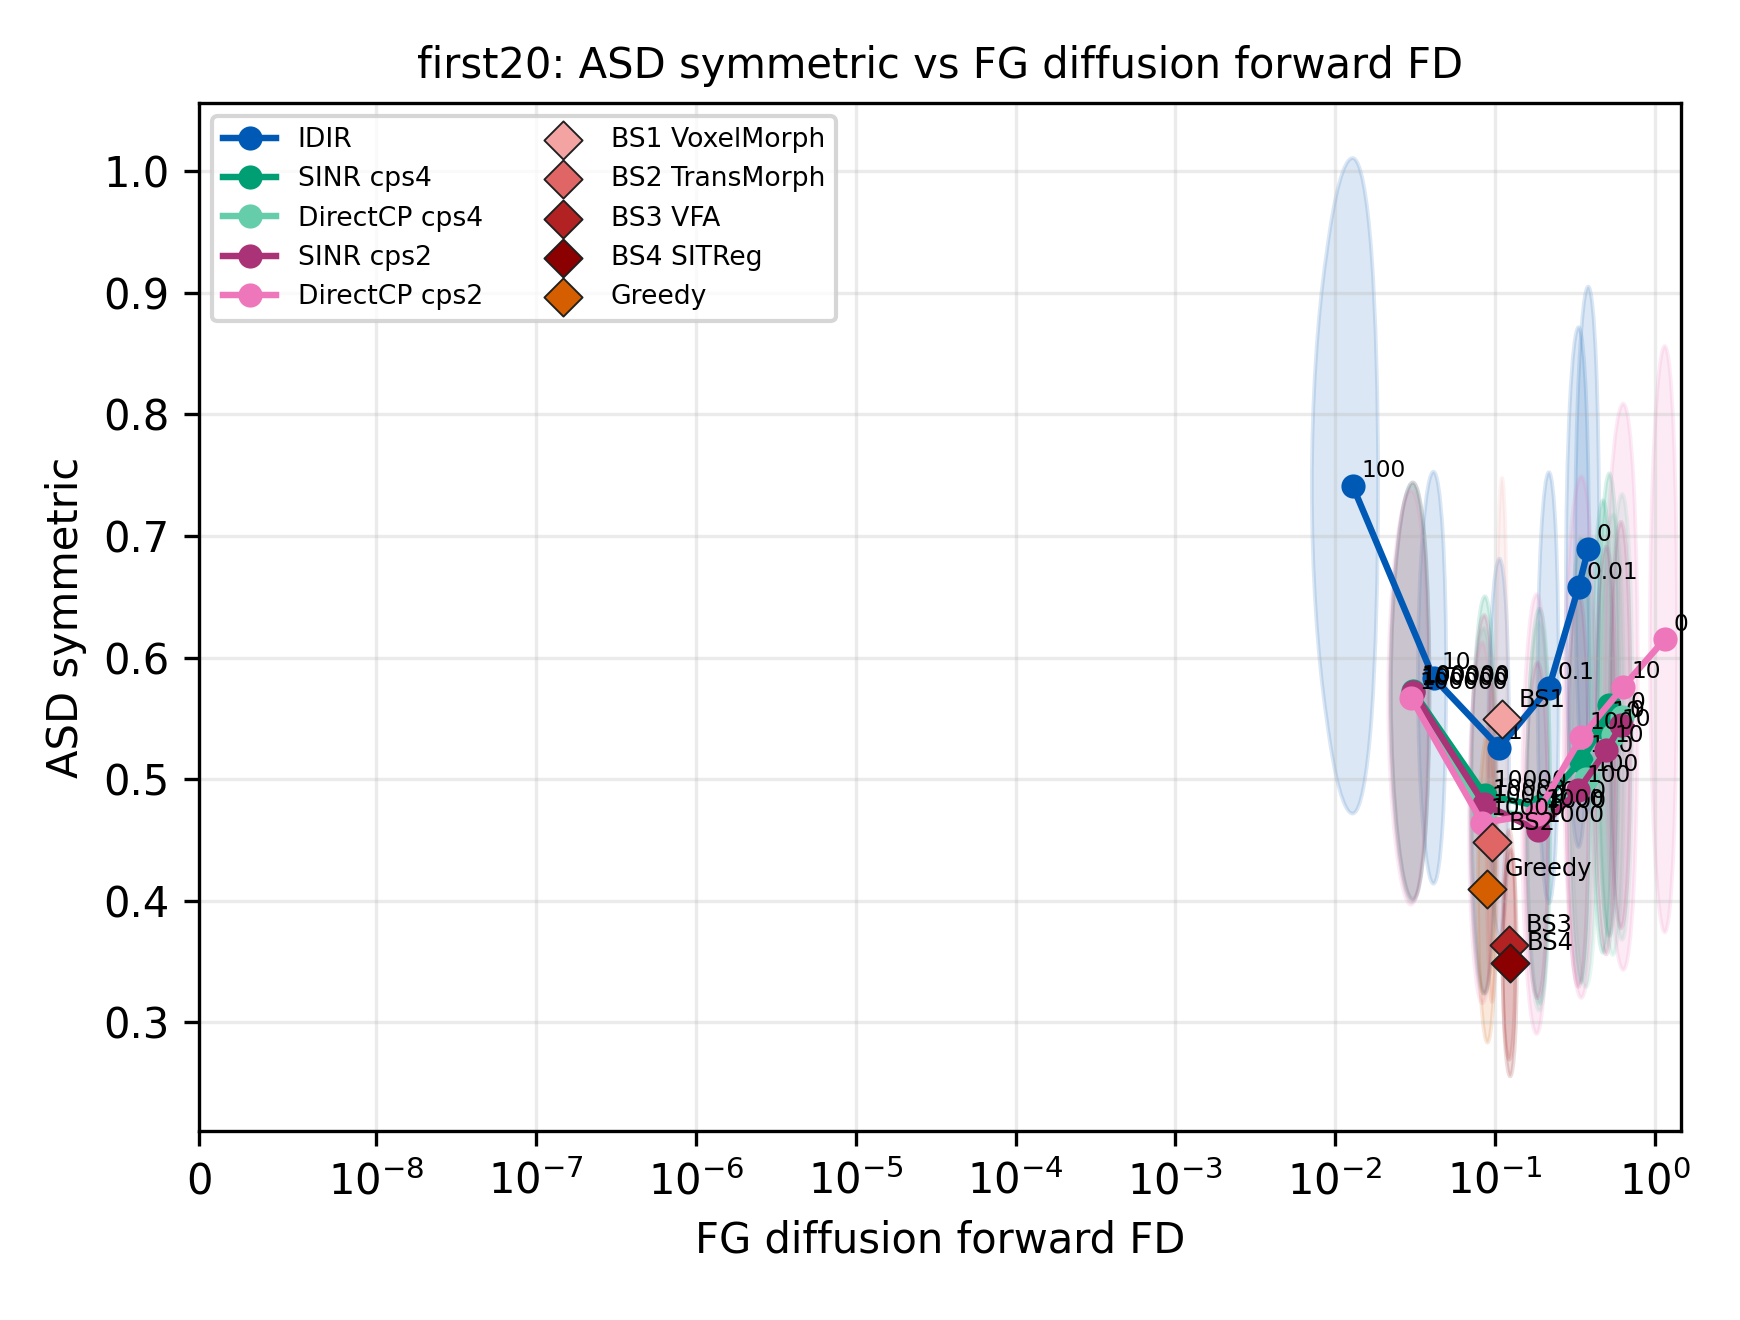 first20: ASD symmetric vs FG diffusion forward FD
IDIR
SINR cps4
DirectCP cps4
SINR cps2
DirectCP cps2
BS1 VoxelMorph
BS2 TransMorph
BS3 VFA
BS4 SITReg
Greedy
ASD symmetric
1.0
0.9
0.8
0.7
0.6
0.5
0.4
0.3
100
0
0.01
0
10
0.1
10
BS1
1
10
100
1000
10000
BS2
Greedy
BS3
BS4
0
10⁻⁸
10⁻⁷
10⁻⁶
10⁻⁵
10⁻⁴
10⁻³
10⁻²
10⁻¹
10⁰
FG diffusion forward FD